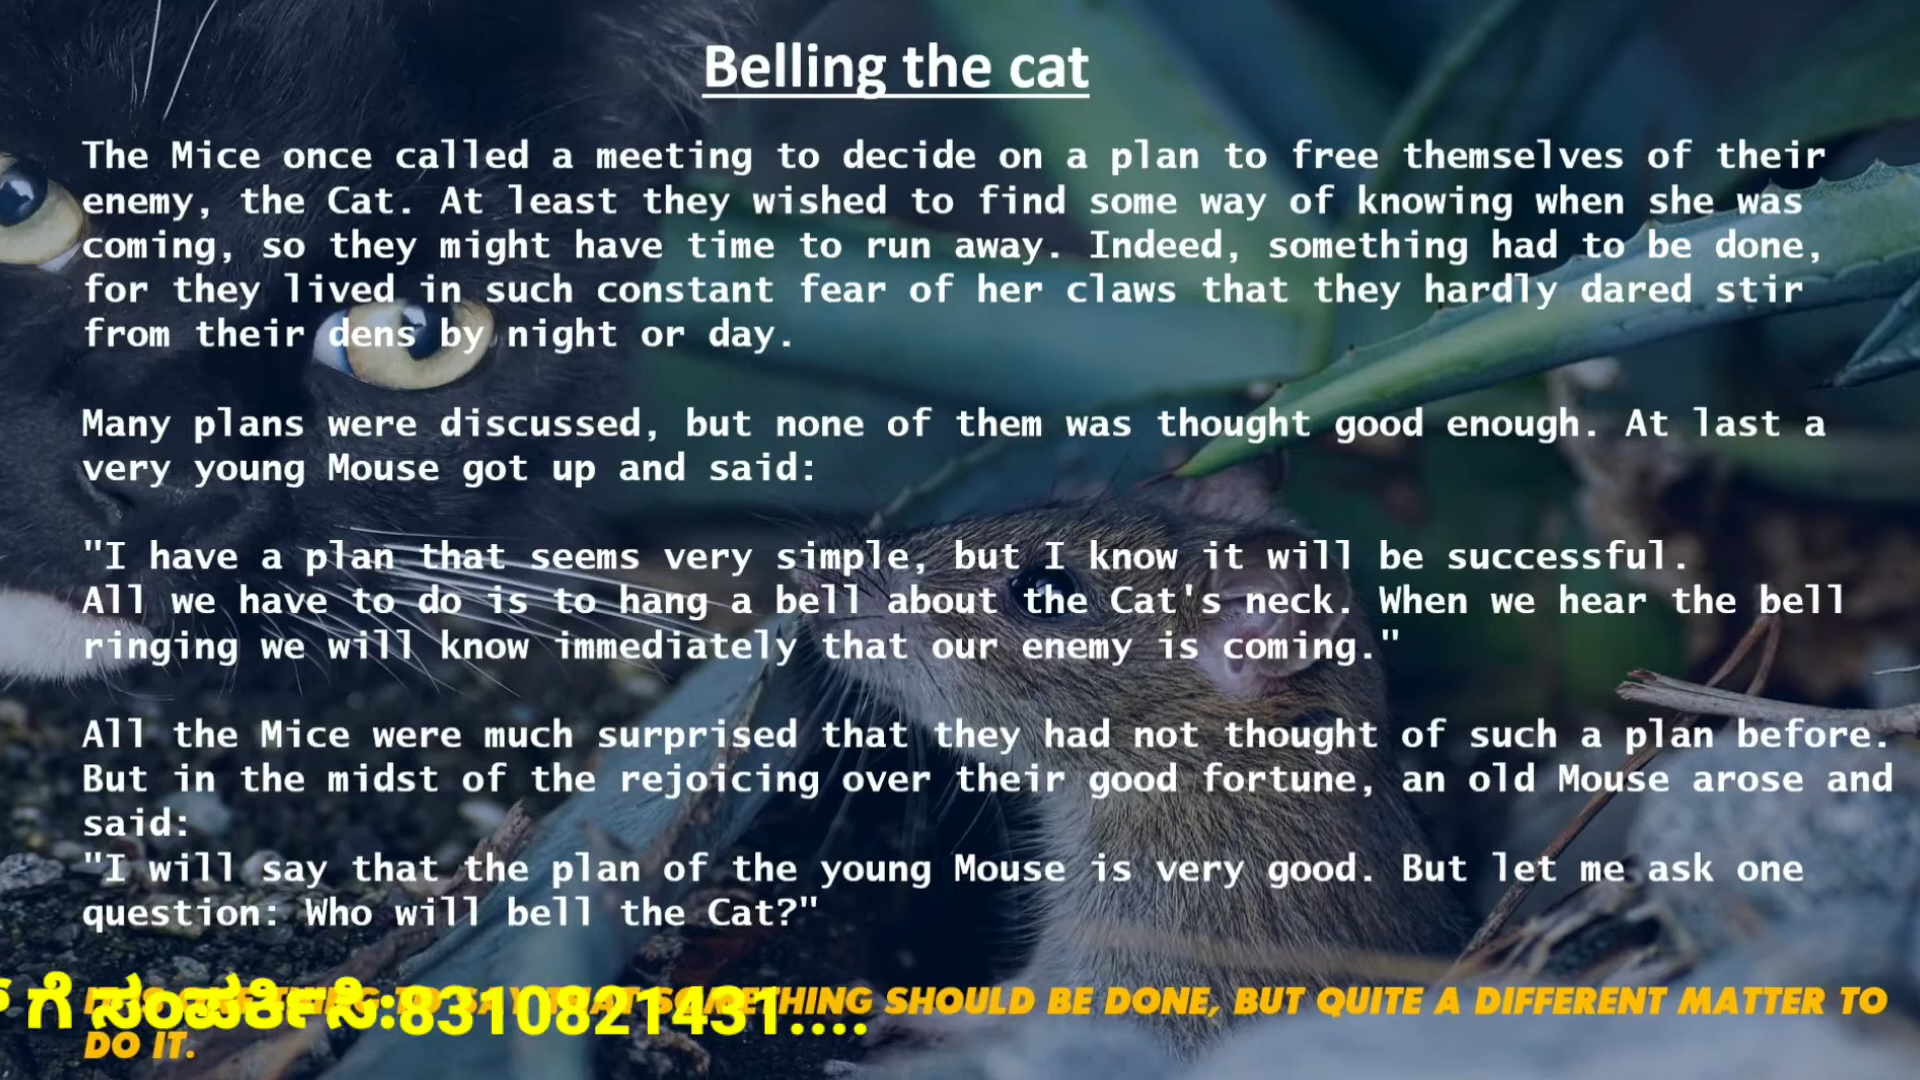 Belling the cat
The Mice once called a meeting to decide on a plan to free themselves of their
enemy, the Cat. At least they wished to find some way of knowing when she was
coming, so they might have time to run away. Indeed, something had to be done,
for they lived in such constant fear of her claws that they hardly dared stir
from their dens by night or day.
Many plans were discussed, but none of them was thought good enough. At last a
very young Mouse got up and said:
"I have a plan that seems very simple, but I know it will be successful.
All we have to do is to hang a bell about the Cat's neck. When we hear the bell
ringing we will know immediately that our enemy is coming."
All the Mice were much surprised that they had not thought of such a plan before.
But in the midst of the rejoicing over their good fortune, an old Mouse arose and
said:
"I will say that the plan of the young Mouse is very good. But let me ask one
question: Who will bell the Cat?"
ಗೆ ಸಂಪರ್ಕಿಸಿ:8310821431....
SOMETHING SHOULD BE DONE, BUT QUITE A DIFFERENT MATTER TO
DO IT.